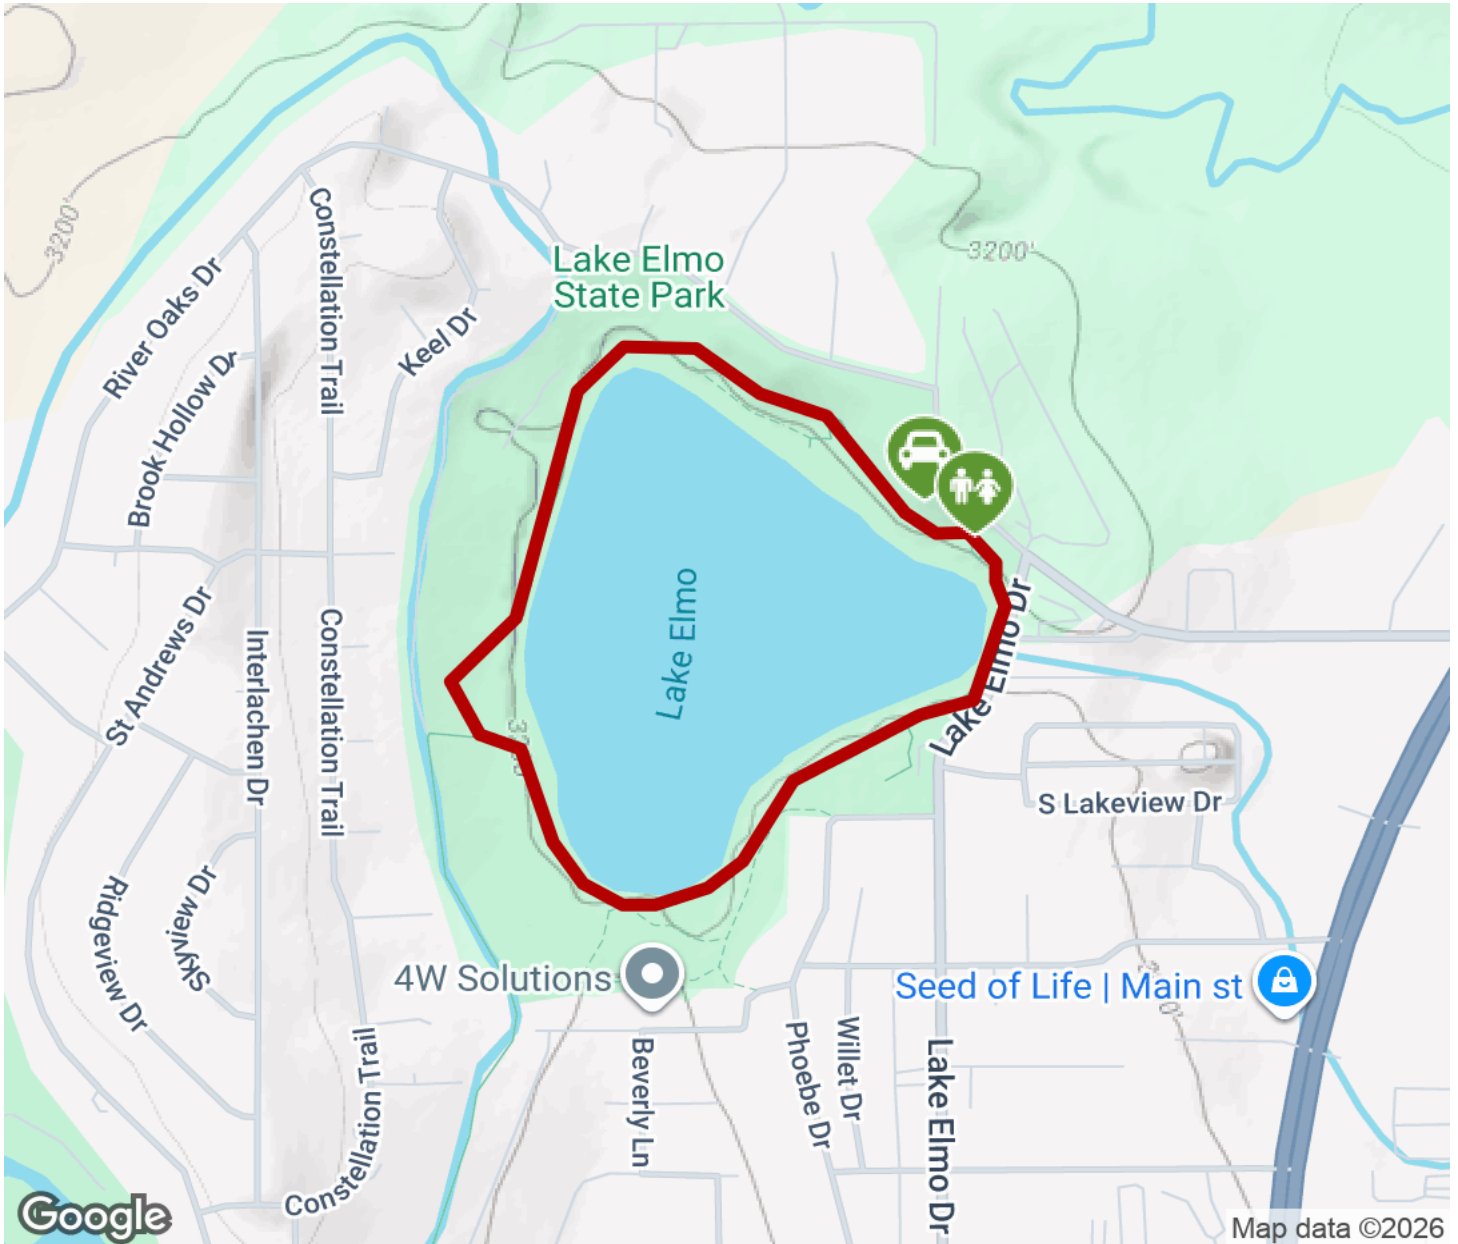 3200'
Constellation Trail
River Oaks Dr
Brook Hollow Dr
Keel Dr
Lake Elmo
State Park
3200'
Lake Elmo
Lake Elmo Dr
St Andrews Dr
Interlachen Dr
Constellation Trail
S Lakeview Dr
Skyview Dr
Ridgeview Dr
4W Solutions
Seed of Life | Main st
Constellation Trail
Beverly Ln
Phoebe Dr
Willet Dr
Lake Elmo Dr
Google
Map data ©2026